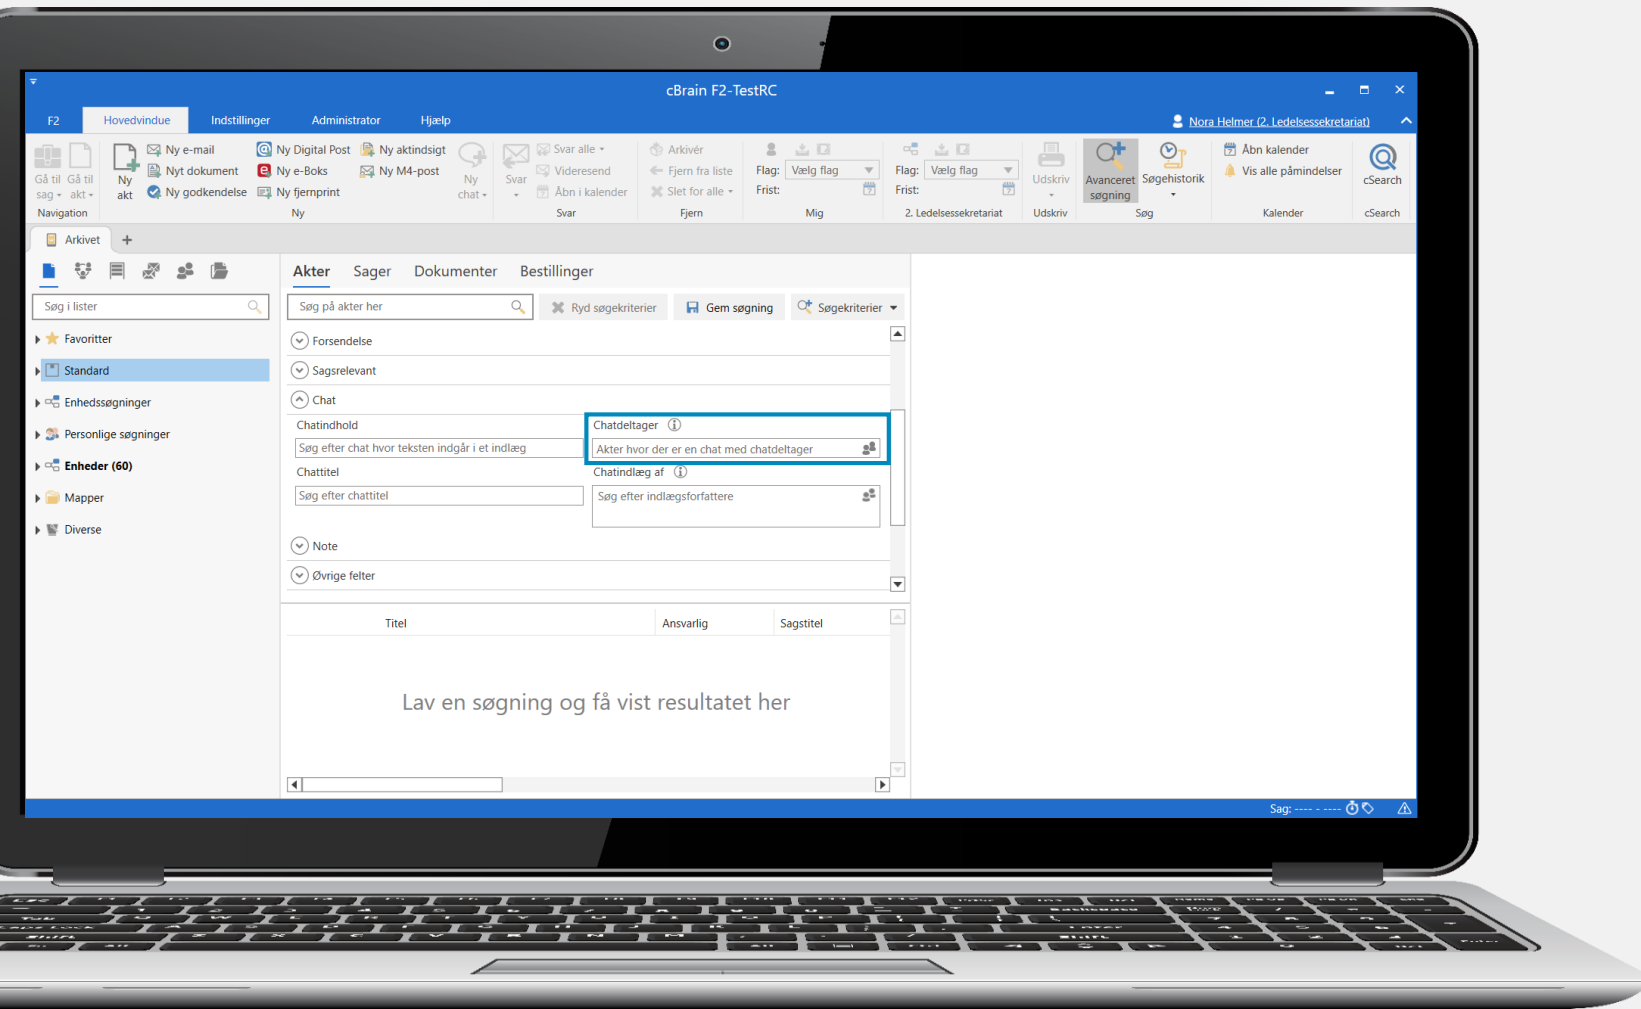 cBrain F2-TestRC
F2 Hovedvindue Indstillinger Administrator Hjælp Nora Helmer (2. Ledelsessekretariat)
Gå til sag Gå til akt
Navigation
Ny akt
Ny e-mail
Nyt dokument
Ny godkendelse
Ny Digital Post
Ny e-Boks
Ny fjernprint
Ny aktindsigt
Ny M4-post
Ny chat
Ny
Svar
Svar alle
Videresend
Åbn i kalender
Svar
Arkivér
Fjern fra liste
Slet for alle
Fjern
Flag: Vælg flag
Frist:
Mig
Flag: Vælg flag
Frist:
2. Ledelsessekretariat
Udskriv
Udskriv
Avanceret søgning
Søgehistorik
Søg
Åbn kalender
Vis alle påmindelser
Kalender
cSearch
cSearch
Arkivet +
Søg i lister
Favoritter
Standard
Enhedssøgninger
Personlige søgninger
Enheder (60)
Mapper
Diverse
Akter Sager Dokumenter Bestillinger
Søg på akter her Ryd søgekriterier Gem søgning Søgekriterier
Forsendelse
Sagsrelevant
Chat
Chatindhold Chatdeltager
Søg efter chat hvor teksten indgår i et indlæg Akter hvor der er en chat med chatdeltager
Chattitel Chatindlæg af
Søg efter chattitel Søg efter indlægsforfattere
Note
Øvrige felter
Titel Ansvarlig Sagstitel
Lav en søgning og få vist resultatet her
Sag: ---- - ----